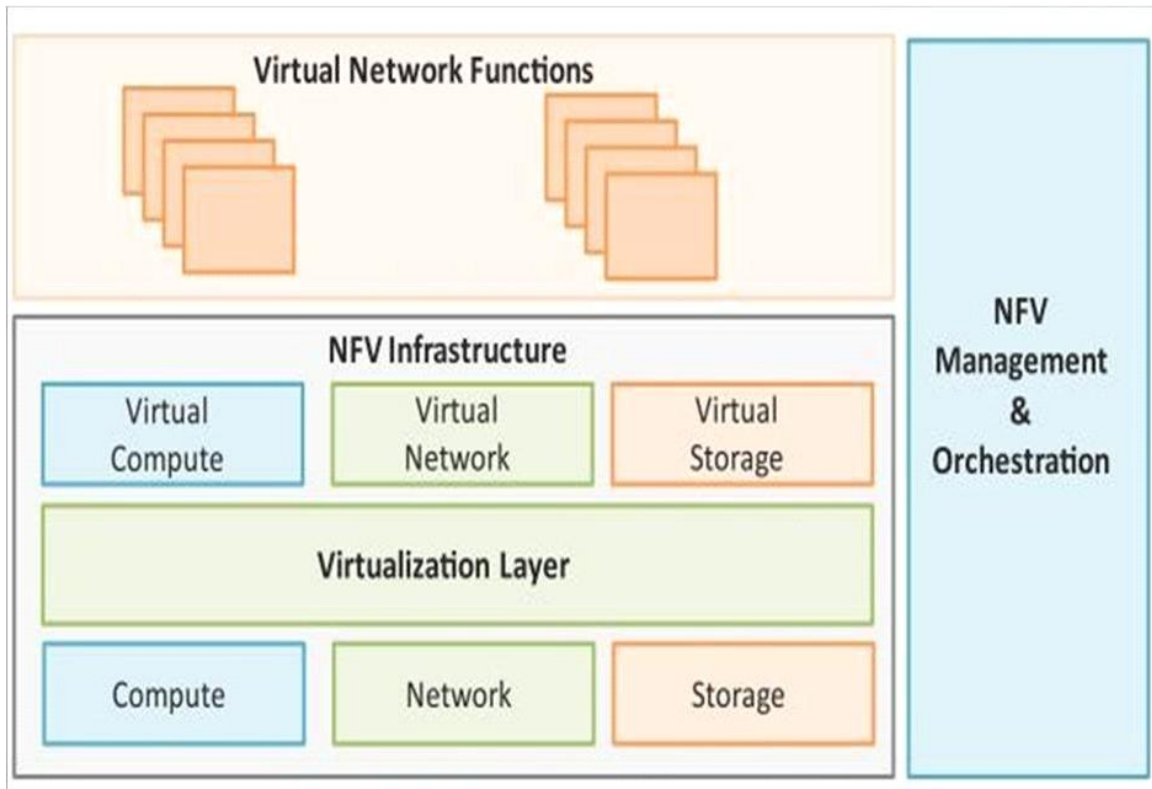 Virtual Network Functions
NFV Infrastructure
Virtual
Compute
Virtual
Network
Virtual
Storage
Virtualization Layer
Compute
Network
Storage
NFV
Management
&
Orchestration